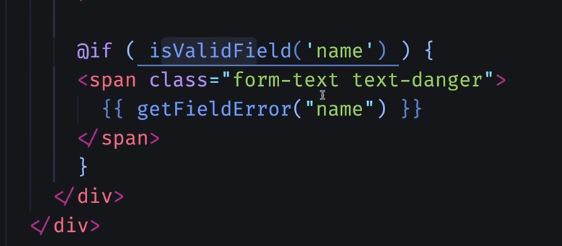 @if ( isValidField('name') ) {
<span class="form-text text-danger">
{{ getFieldError("name") }}
</span>
}
</div>
</div>